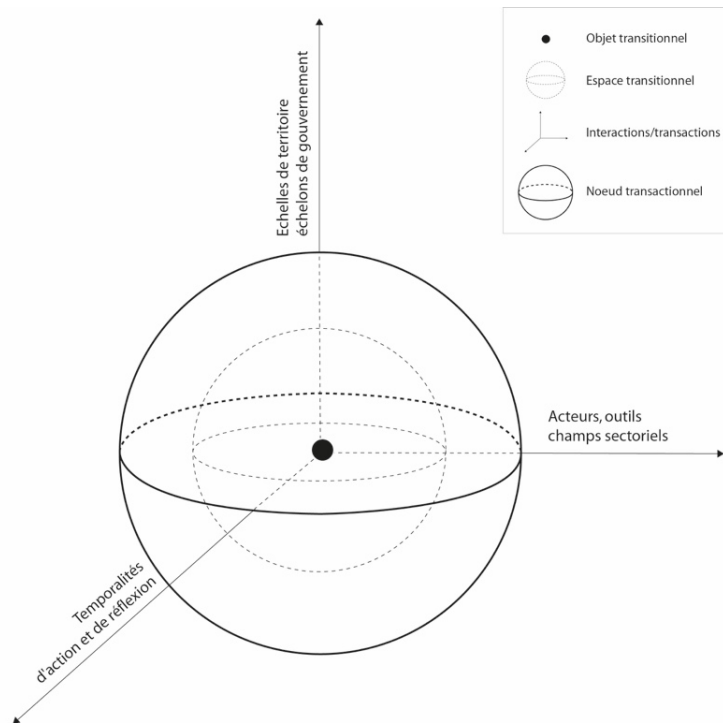 Objet transitionnel
Espace transitionnel
Interactions/transactions
Noeud transactionnel
Echelles de territoire
échelons de gouvernement
Acteurs, outils
champs sectoriels
Temporalités
d'action et de réflexion